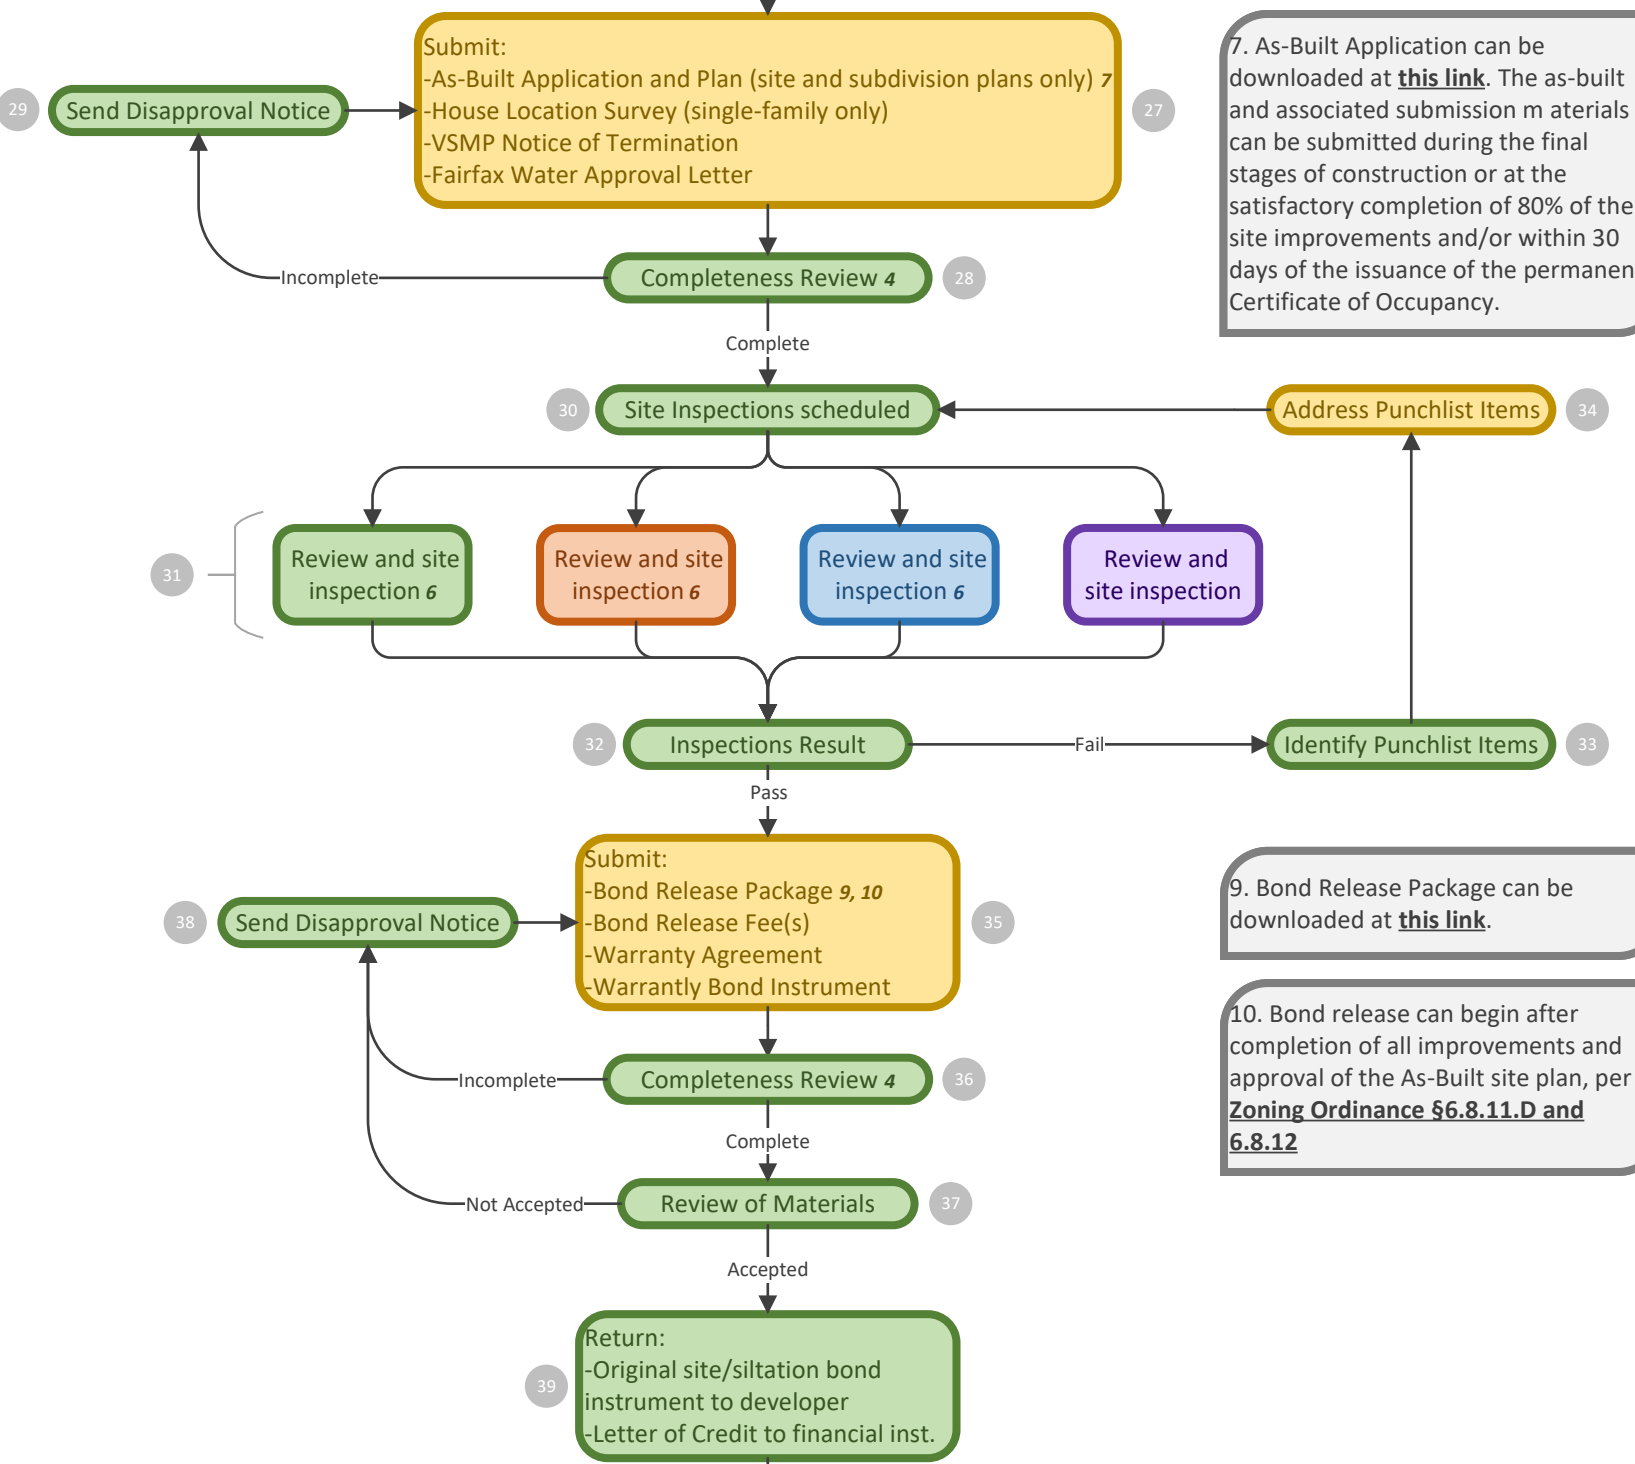 Submit:
-As-Built Application and Plan (site and subdivision plans only) 7
-House Location Survey (single-family only)
-VSMP Notice of Termination
-Fairfax Water Approval Letter
27
29
Send Disapproval Notice
7. As-Built Application can be
downloaded at this link. The as-built
and associated submission m aterials
can be submitted during the final
stages of construction or at the
satisfactory completion of 80% of the
site improvements and/or within 30
days of the issuance of the permanen
Certificate of Occupancy.
Incomplete
Completeness Review 4
28
Complete
30
Site Inspections scheduled
Address Punchlist Items
34
31
Review and site
inspection 6
Review and site
inspection 6
Review and site
inspection 6
Review and
site inspection
32
Inspections Result
Fail
Identify Punchlist Items
33
Pass
38
Send Disapproval Notice
Submit:
-Bond Release Package 9, 10
-Bond Release Fee(s)
-Warranty Agreement
-Warrantly Bond Instrument
35
9. Bond Release Package can be
downloaded at this link.
10. Bond release can begin after
completion of all improvements and
approval of the As-Built site plan, per
Zoning Ordinance §6.8.11.D and
6.8.12
Incomplete
Completeness Review 4
36
Complete
Not Accepted
Review of Materials
37
Accepted
39
Return:
-Original site/siltation bond
instrument to developer
-Letter of Credit to financial inst.